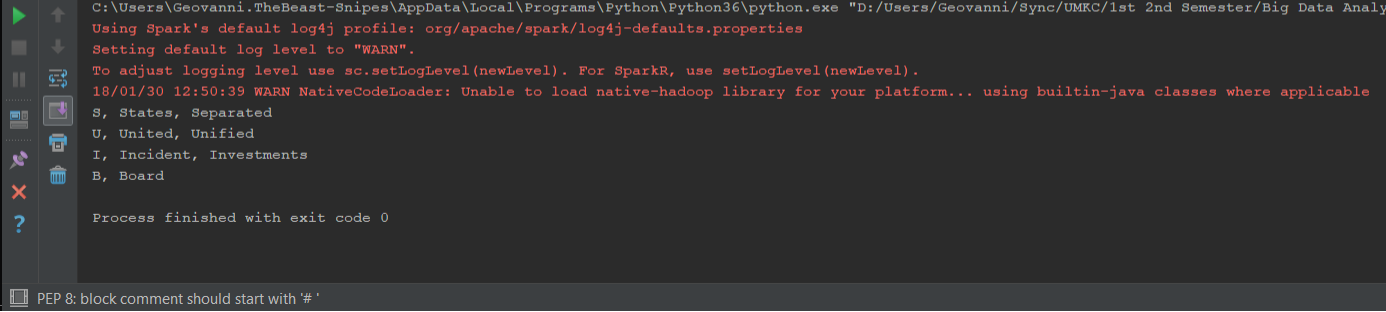 C:\Users\Geovanni.TheBeast-Snipes\AppData\Local\Programs\Python\Python36\python.exe "D:/Users/Geovanni/Sync/UMKC/1st 2nd Semester/Big Data Analy
Using Spark's default log4j profile: org/apache/spark/log4j-defaults.properties
Setting default log level to "WARN".
To adjust logging level use sc.setLogLevel(newLevel). For SparkR, use setLogLevel(newLevel).
18/01/30 12:50:39 WARN NativeCodeLoader: Unable to load native-hadoop library for your platform... using builtin-java classes where applicable
S, States, Separated
U, United, Unified
I, Incident, Investments
B, Board
Process finished with exit code 0
PEP 8: block comment should start with '# '